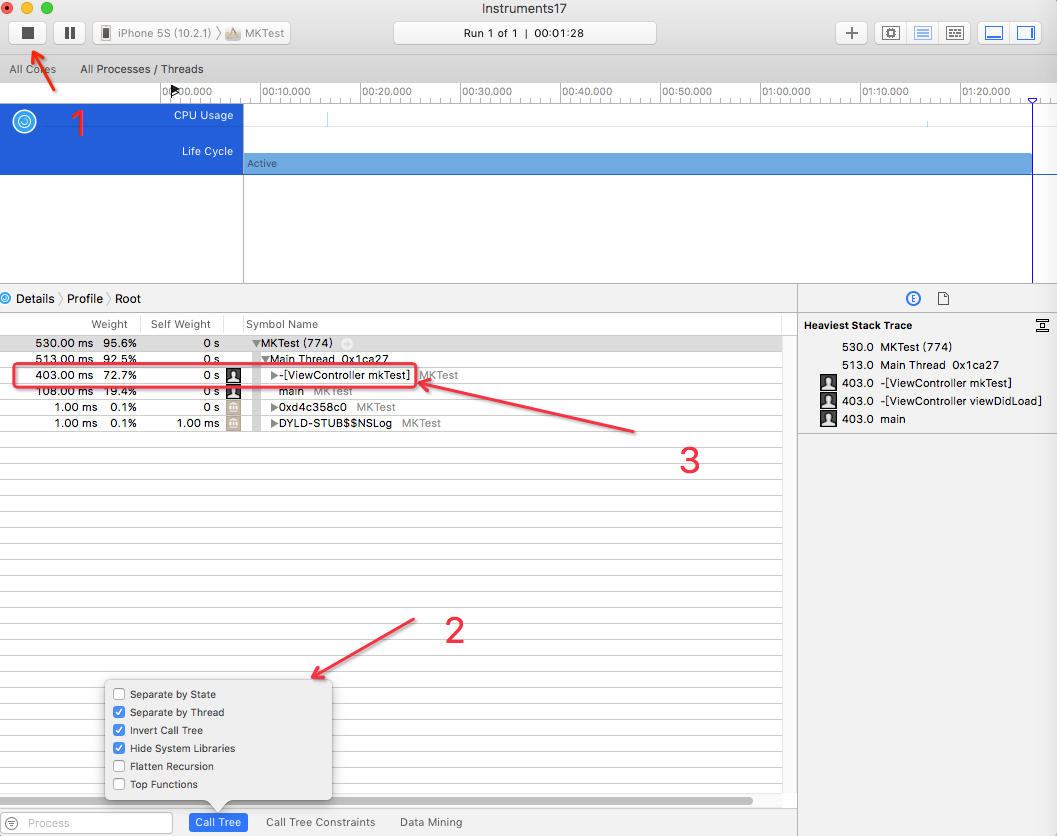 Instruments17
iPhone 5S (10.2.1) 〉 MKTest
Run 1 of 1 | 00:01:28
All Cores All Processes / Threads
00:00.000 00:10.000 00:20.000 00:30.000 00:40.000 00:50.000 01:00.000 01:10.000 01:20.000
1
CPU Usage
Life Cycle
Active
Details 〉 Profile 〉 Root
Weight Self Weight Symbol Name
530.00 ms 95.6% 0 s MKTest (774)
513.00 ms 92.5% 0 s Main Thread 0x1ca27
403.00 ms 72.7% 0 s -[ViewController mkTest] MKTest
108.00 ms 19.4% 0 s main MKTest
1.00 ms 0.1% 0 s 0xd4c358c0 MKTest
1.00 ms 0.1% 1.00 ms DYLD-STUB$$NSLog MKTest
E
Heaviest Stack Trace
530.0 MKTest (774)
513.0 Main Thread 0x1ca27
403.0 -[ViewController mkTest]
403.0 -[ViewController viewDidLoad]
403.0 main
3
2
Separate by State
Separate by Thread
Invert Call Tree
Hide System Libraries
Flatten Recursion
Top Functions
Process
Call Tree Call Tree Constraints Data Mining